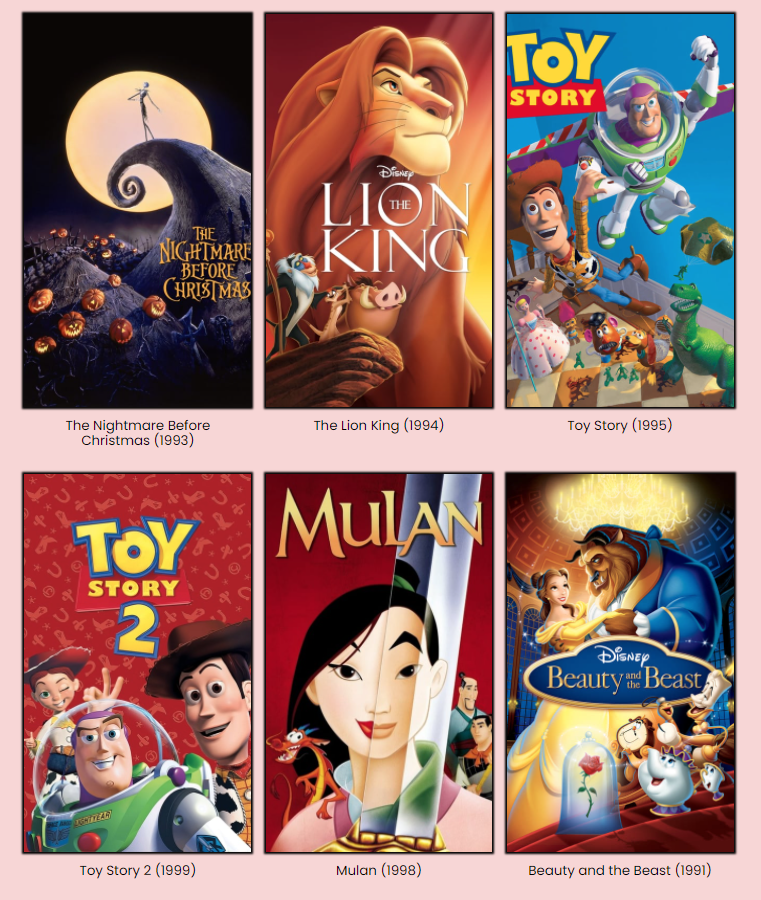 THE
NIGHTMARE
BEFORE
CHRISTMAS
Disney
THE
LION
KING
TOY
STORY
The Nightmare Before
Christmas (1993)
The Lion King (1994)
Toy Story (1995)
TOY
STORY
2
LIGHTYEAR
MULAN
Disney
Beauty and the Beast
Toy Story 2 (1999)
Mulan (1998)
Beauty and the Beast (1991)